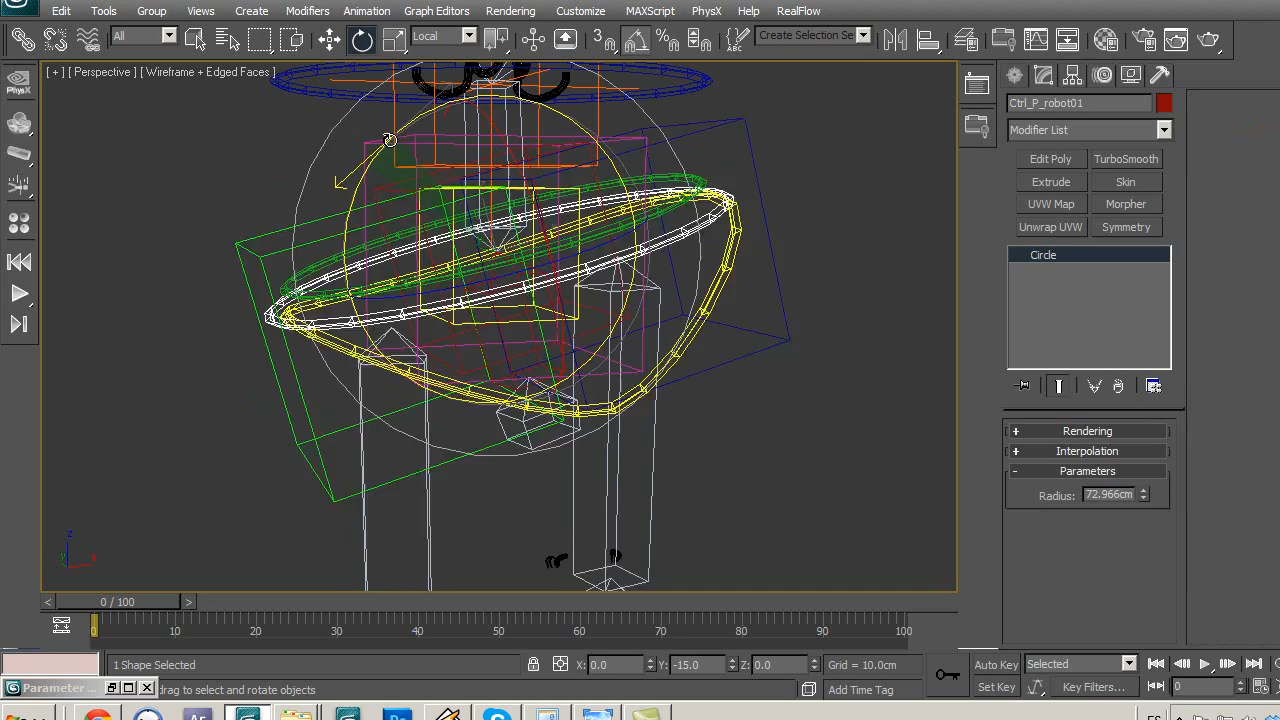 Edit Tools Group Views Create Modifiers Animation Graph Editors Rendering Customize MAXScript PhysX Help RealFlow
All Local 3 Create Selection Se
[ + ] [ Perspective ] [ Wireframe + Edged Faces ]
PhysX
Ctrl_P_robot01
Modifier List
Edit Poly TurboSmooth
Extrude Skin
UVW Map Morpher
Unwrap UVW Symmetry
Circle
+ Rendering
+ Interpolation
- Parameters
Radius: 72.966cm
z
y x
< 0 / 100 >
0 10 20 30 40 50 60 70 80 90 100
1 Shape Selected X: 0.0 Y: -15.0 Z: 0.0 Grid = 10.0cm Auto Key Selected
Parameter ... drag to select and rotate objects Add Time Tag Set Key Key Filters... 0